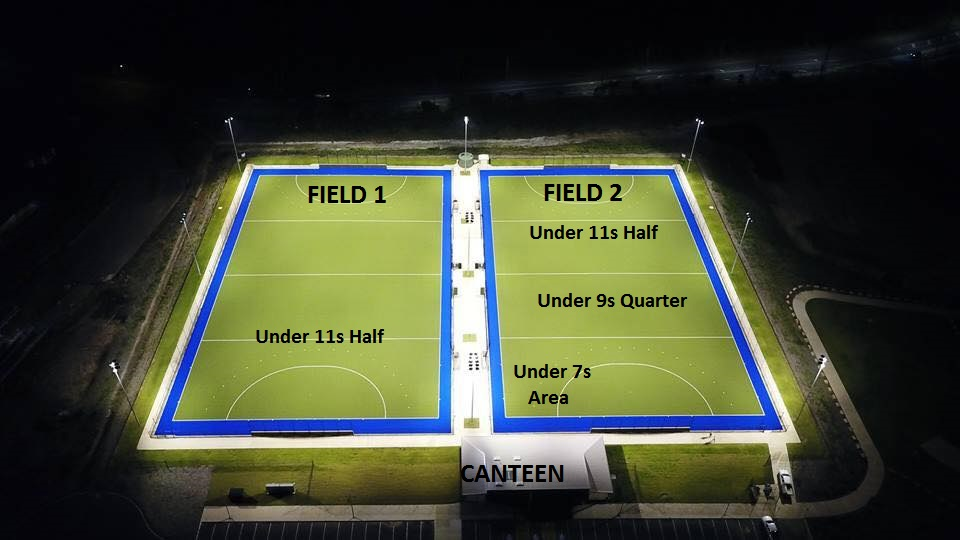 FIELD 1
FIELD 2
Under 11s Half
Under 9s Quarter
Under 11s Half
Under 7s
Area
CANTEEN